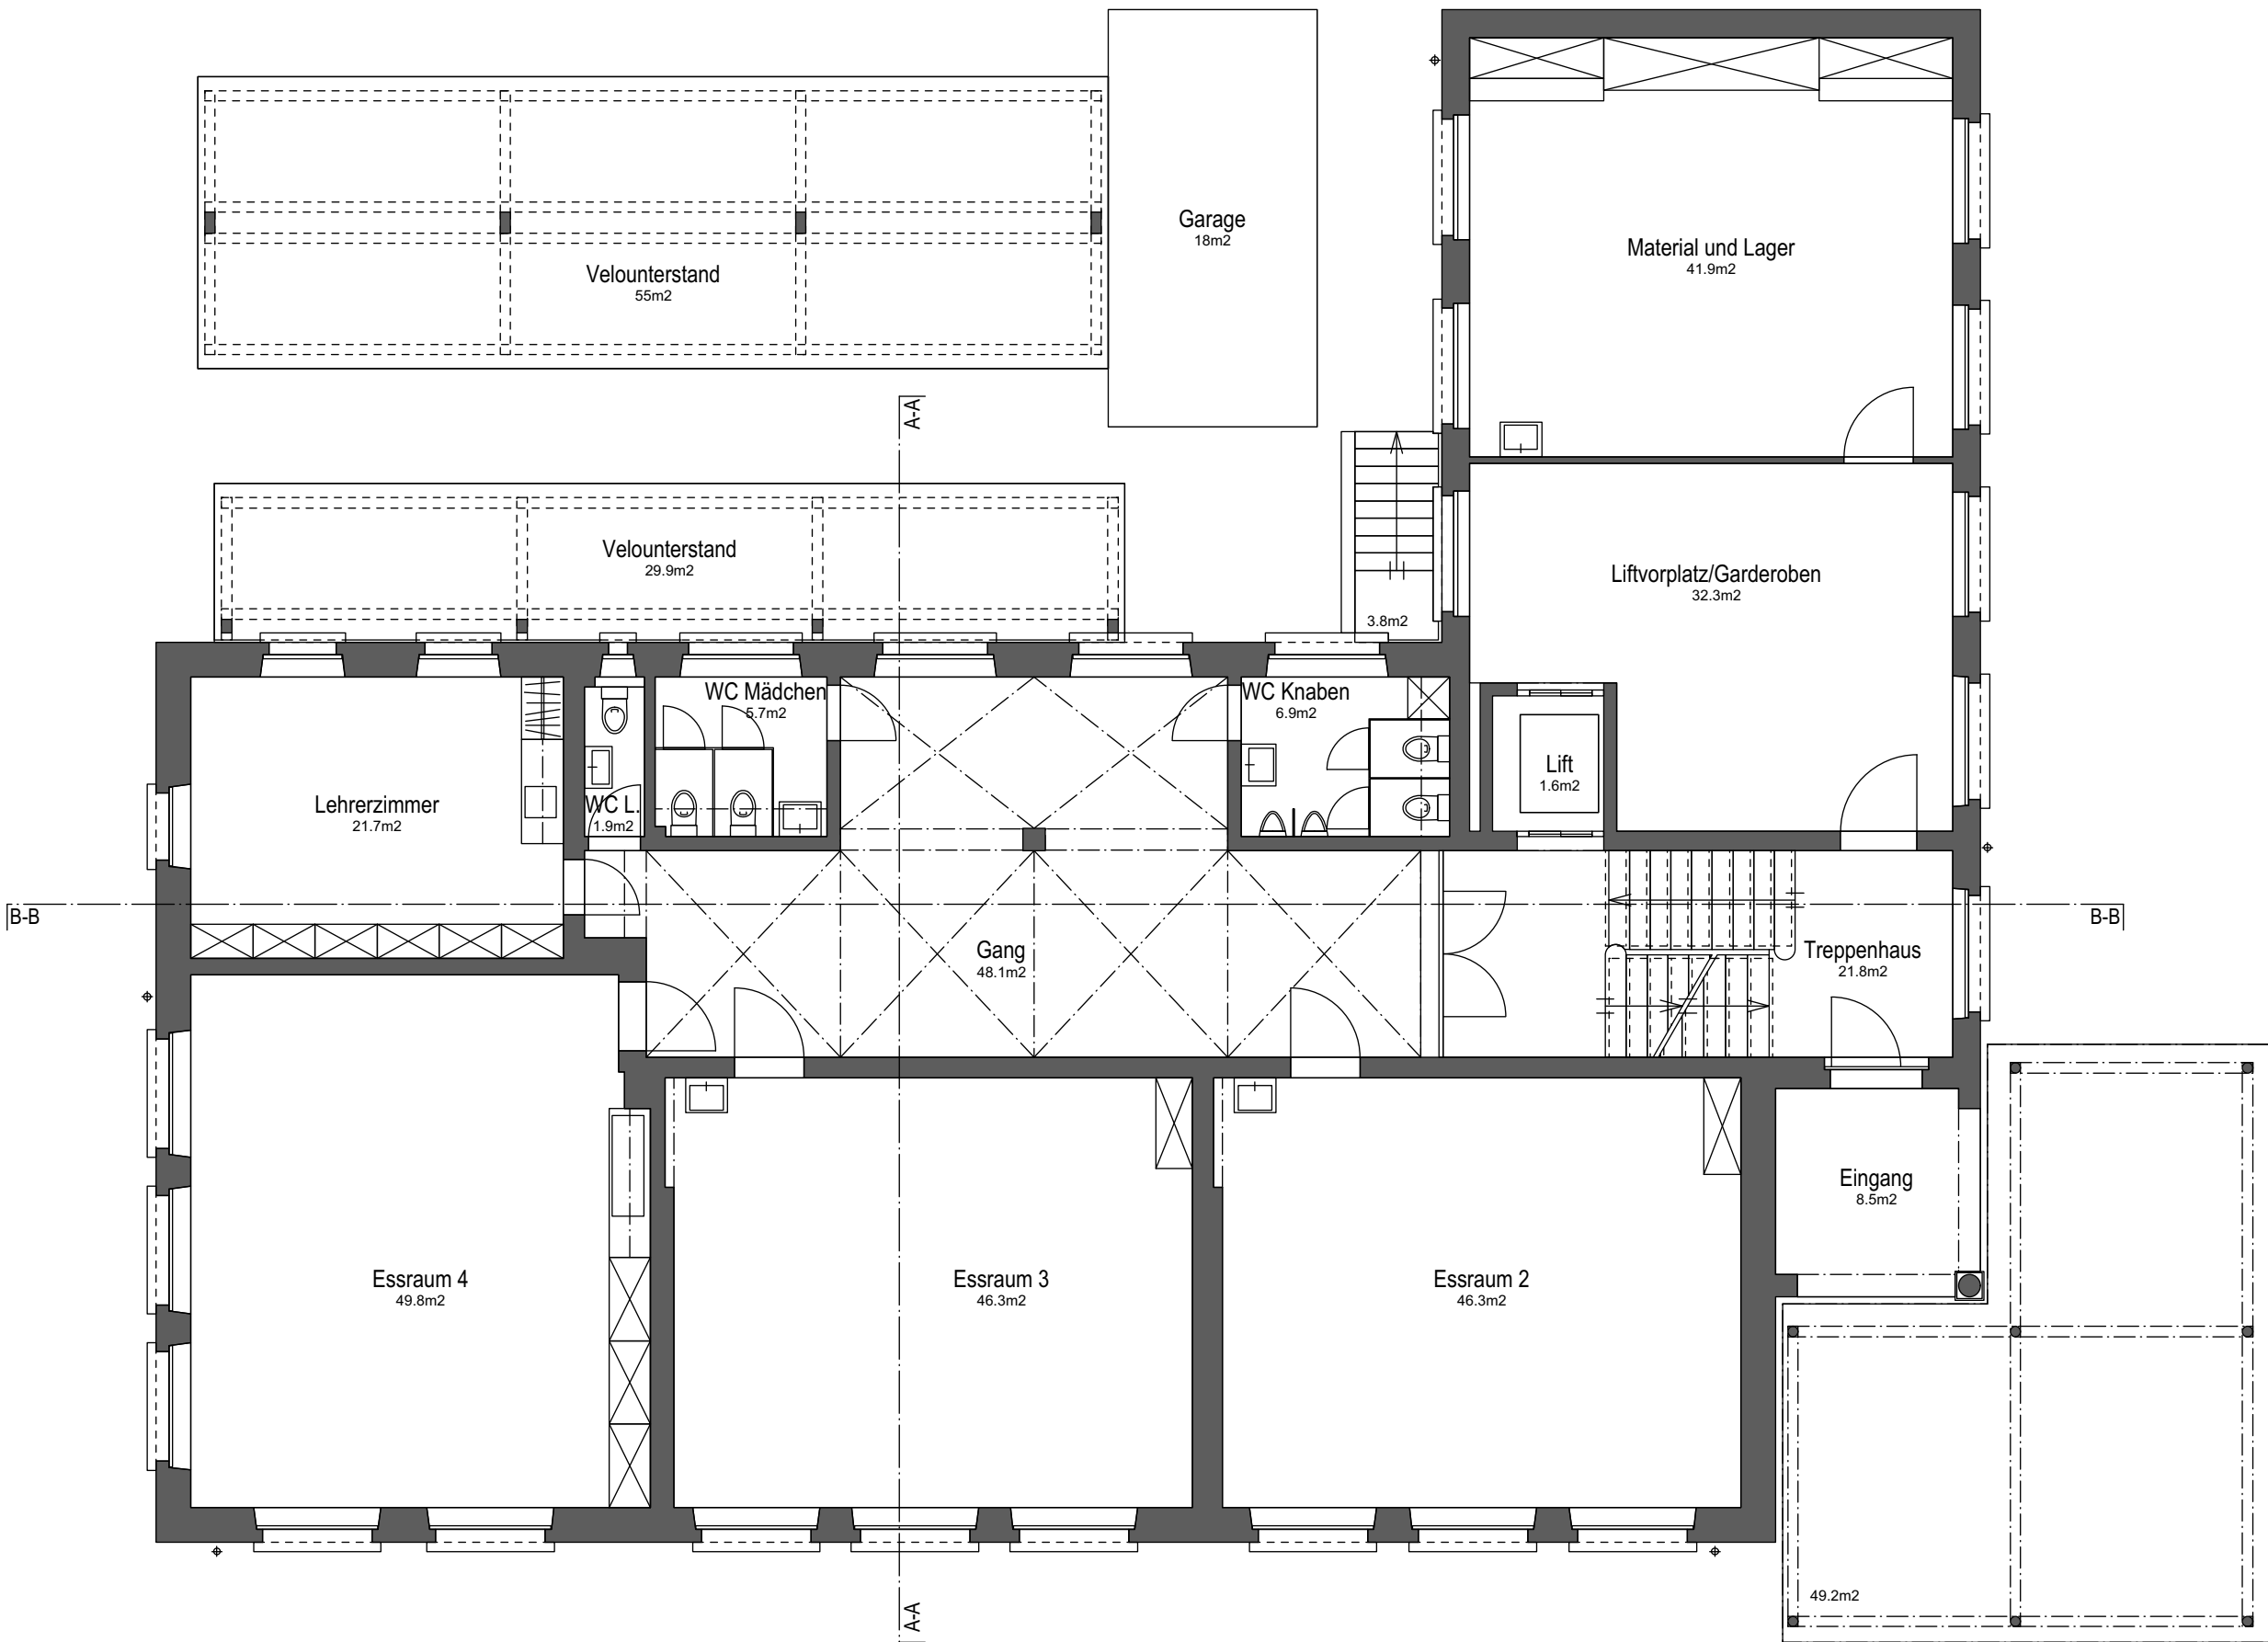 Garage
18m2
Material und Lager
41.9m2
Velounterstand
55m2
A-A
Velounterstand
29.9m2
Liftvorplatz/Garderoben
32.3m2
3.8m2
WC Mädchen
5.7m2
WC Knaben
6.9m2
Lift
1.6m2
Lehrerzimmer
21.7m2
WC L.
1.9m2
B-B
B-B
Gang
48.1m2
Treppenhaus
21.8m2
Eingang
8.5m2
Essraum 4
49.8m2
Essraum 3
46.3m2
Essraum 2
46.3m2
49.2m2
A-A